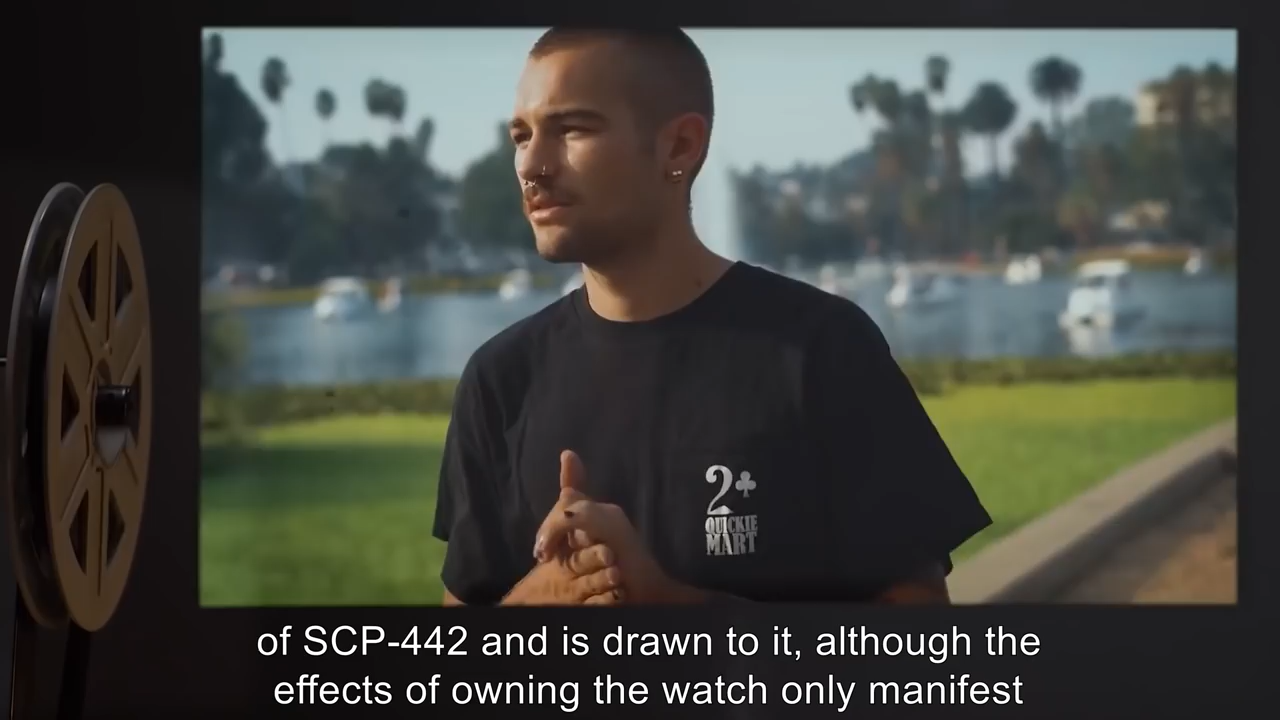 2♣
QUICKIE
MART
of SCP-442 and is drawn to it, although the
effects of owning the watch only manifest